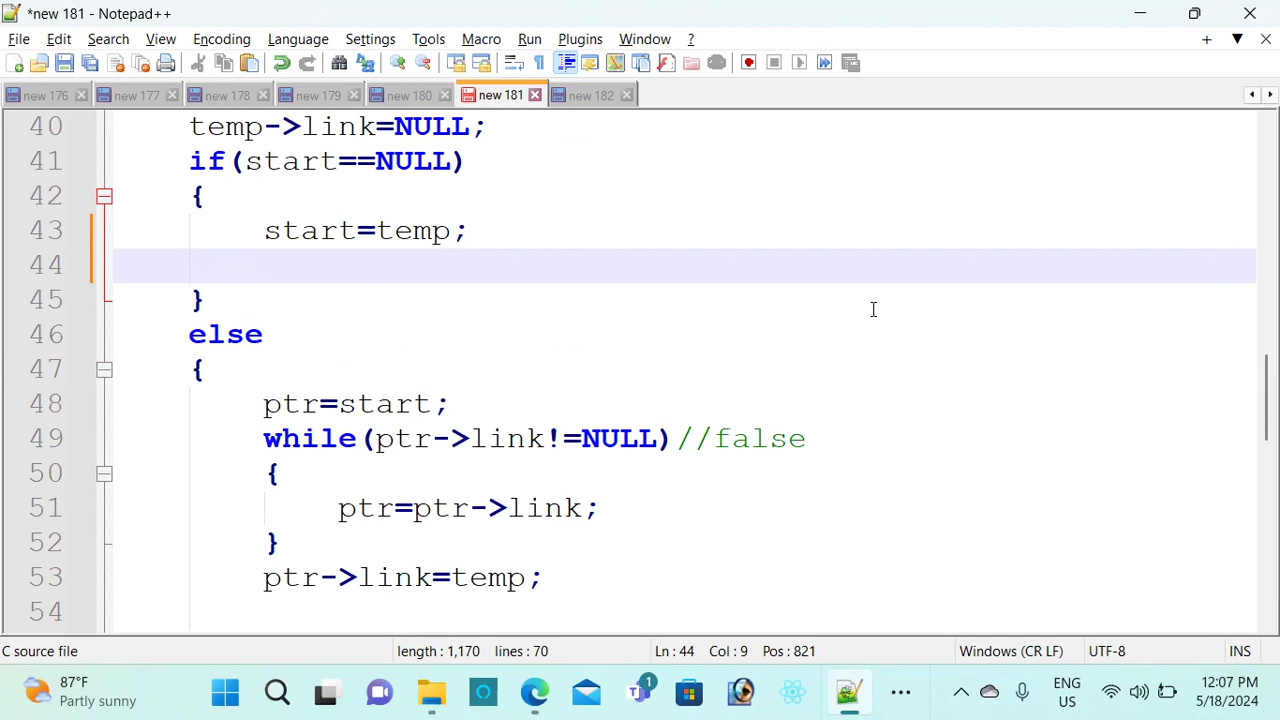 *new 181 - Notepad++
File Edit Search View Encoding Language Settings Tools Macro Run Plugins Window ?
new 176 new 177 new 178 new 179 new 180 new 181 new 182
40 temp->link=NULL;
41 if(start==NULL)
42 {
43 start=temp;
44
45 }
46 else
47 {
48 ptr=start;
49 while(ptr->link!=NULL)//false
50 {
51 ptr=ptr->link;
52 }
53 ptr->link=temp;
54
C source file length : 1,170 lines : 70 Ln : 44 Col : 9 Pos : 821 Windows (CR LF) UTF-8 INS
87°F
Partly sunny
1
ENG
US
12:07 PM
5/18/2024